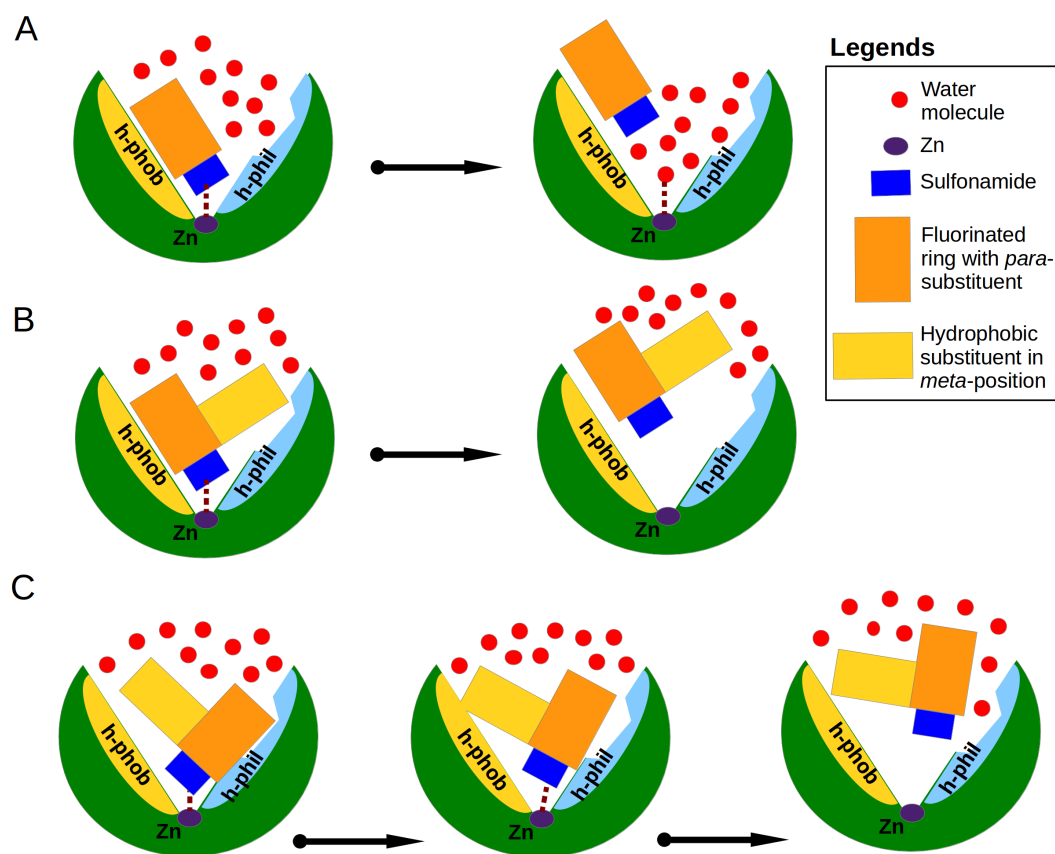 A
h-phob
h-phil
Zn
h-phob
h-phil
Zn
Legends
Water
molecule
Zn
Sulfonamide
Fluorinated
ring with para-
substituent
Hydrophobic
substituent in
meta-position
B
h-phob
h-phil
Zn
h-phob
h-phil
Zn
C
h-phob
h-phil
Zn
h-phob
h-phil
Zn
h-phob
h-phil
Zn